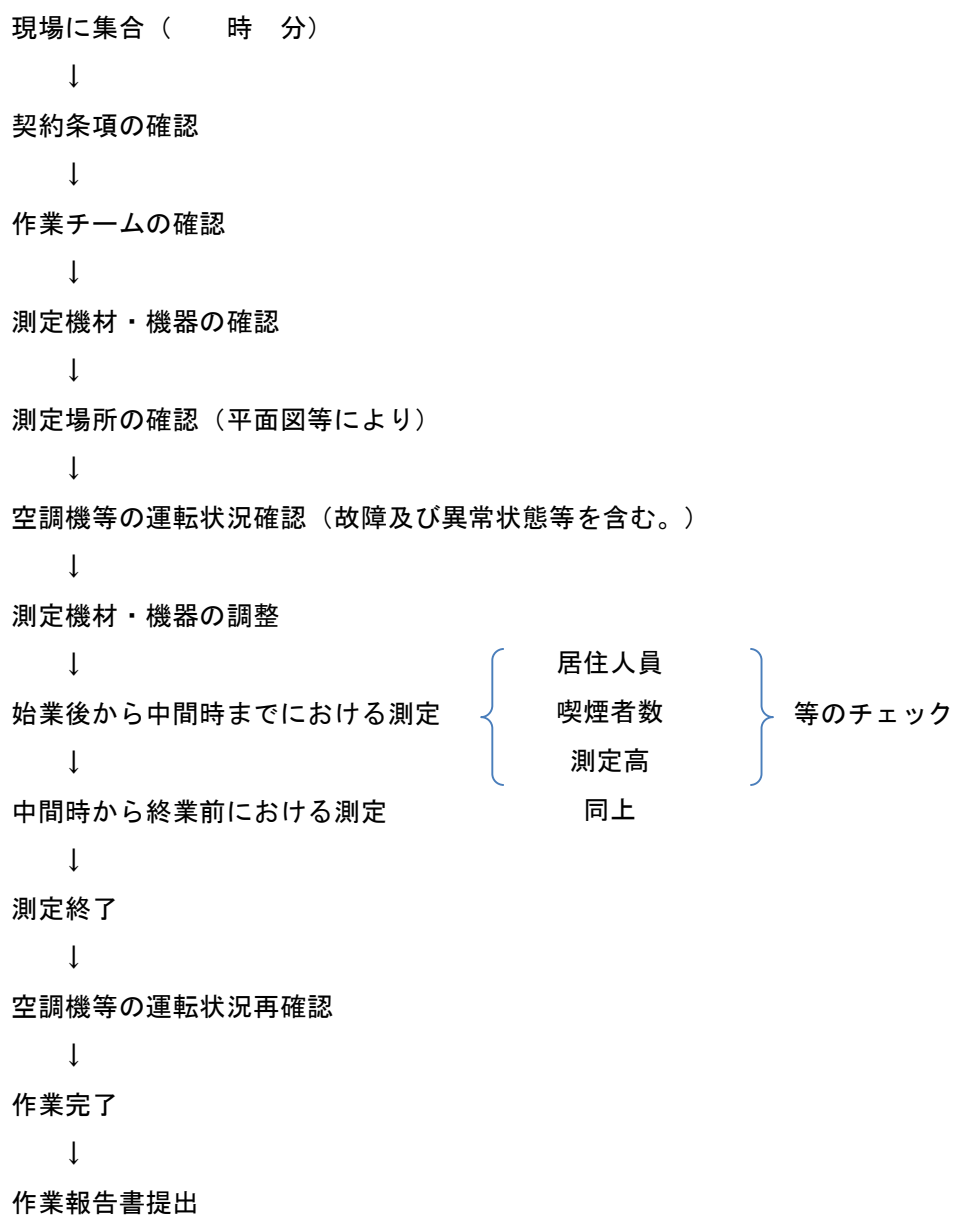 現場に集合（　　時　分）
↓
契約条項の確認
↓
作業チームの確認
↓
測定機材・機器の確認
↓
測定場所の確認（平面図等により）
↓
空調機等の運転状況確認（故障及び異常状態等を含む。）
↓
測定機材・機器の調整
↓　居住人員
始業後から中間時までにおける測定　喫煙者数　等のチェック
↓　測定高
中間時から終業前における測定　同上
↓
測定終了
↓
空調機等の運転状況再確認
↓
作業完了
↓
作業報告書提出